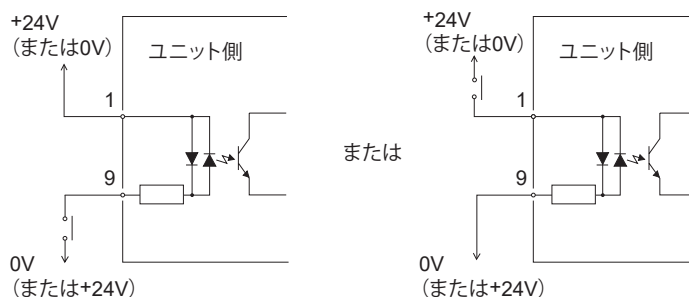 +24V
（または0V）
ユニット側
1
9
0V
（または+24V）
または
+24V
（または0V）
ユニット側
1
9
0V
（または+24V）